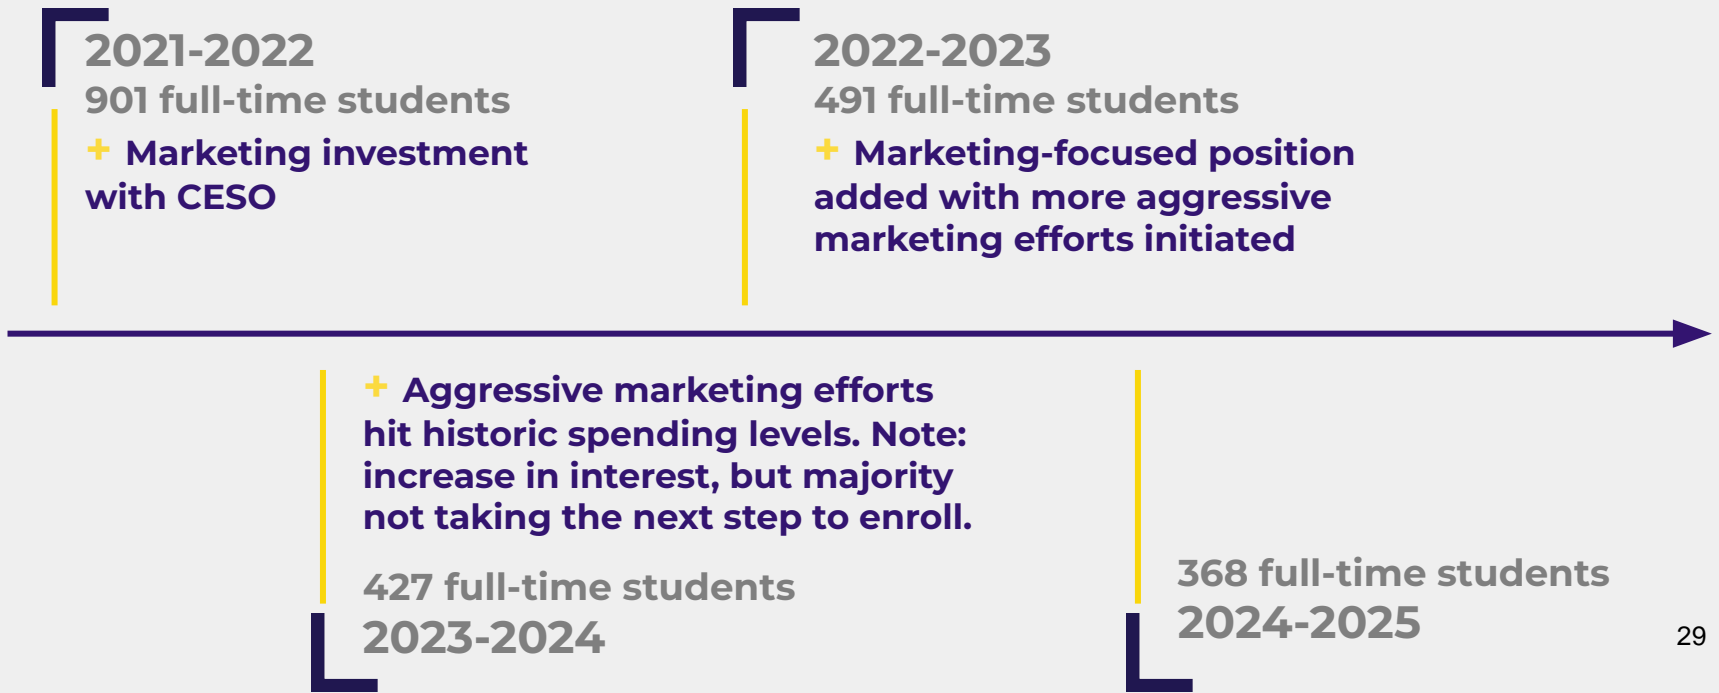 2021-2022
901 full-time students
+ Marketing investment
with CESO
2022-2023
491 full-time students
+ Marketing-focused position
added with more aggressive
marketing efforts initiated
+ Aggressive marketing efforts
hit historic spending levels. Note:
increase in interest, but majority
not taking the next step to enroll.
427 full-time students
2023-2024
368 full-time students
2024-2025
29